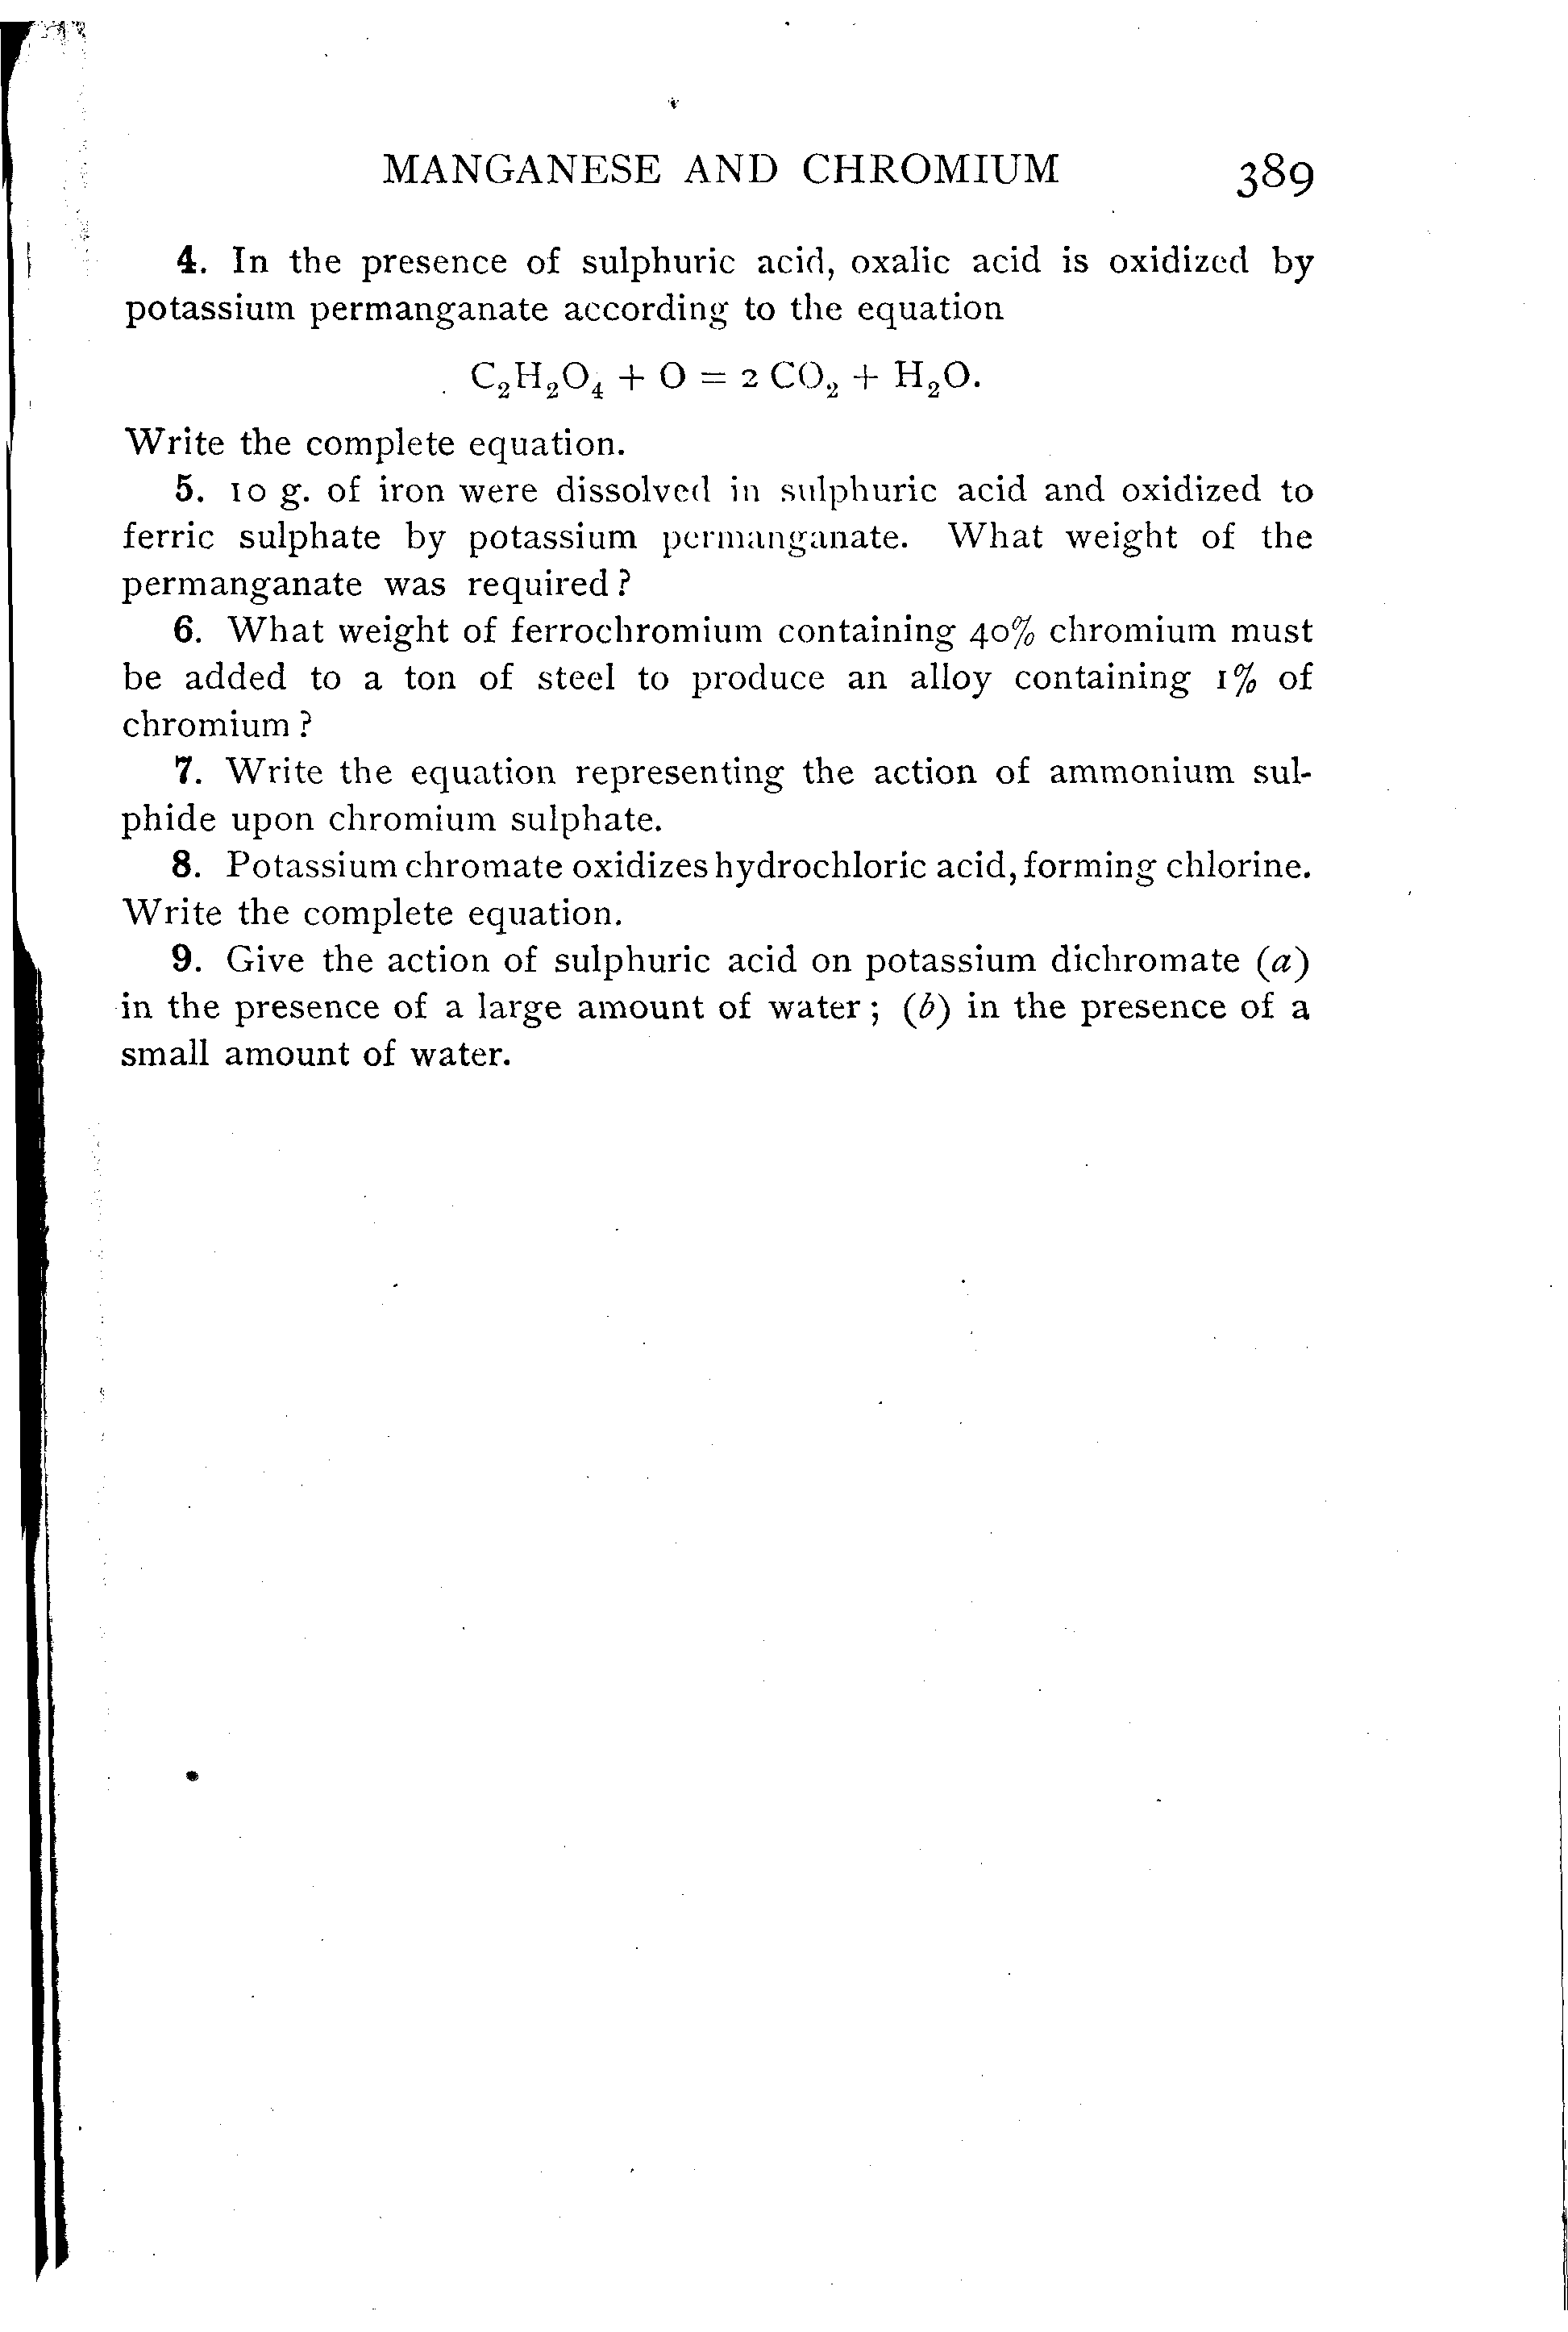 MANGANESE AND CHROMIUM 389
4. In the presence of sulphuric acid, oxalic acid is oxidized by
potassium permanganate according to the equation
C₂H₂O₄ + O = 2 CO₂ + H₂O.
Write the complete equation.
5. 10 g. of iron were dissolved in sulphuric acid and oxidized to
ferric sulphate by potassium permanganate. What weight of the
permanganate was required?
6. What weight of ferrochromium containing 40% chromium must
be added to a ton of steel to produce an alloy containing 1% of
chromium?
7. Write the equation representing the action of ammonium sul-
phide upon chromium sulphate.
8. Potassium chromate oxidizes hydrochloric acid, forming chlorine.
Write the complete equation.
9. Give the action of sulphuric acid on potassium dichromate (a)
in the presence of a large amount of water; (b) in the presence of a
small amount of water.